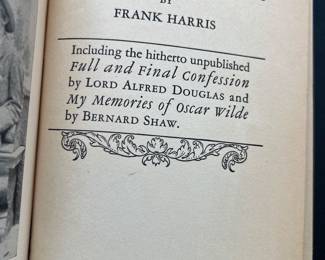 BY
FRANK HARRIS
Including the hitherto unpublished
Full and Final Confession
by LORD ALFRED DOUGLAS and
My Memories of Oscar Wilde
by BERNARD SHAW.